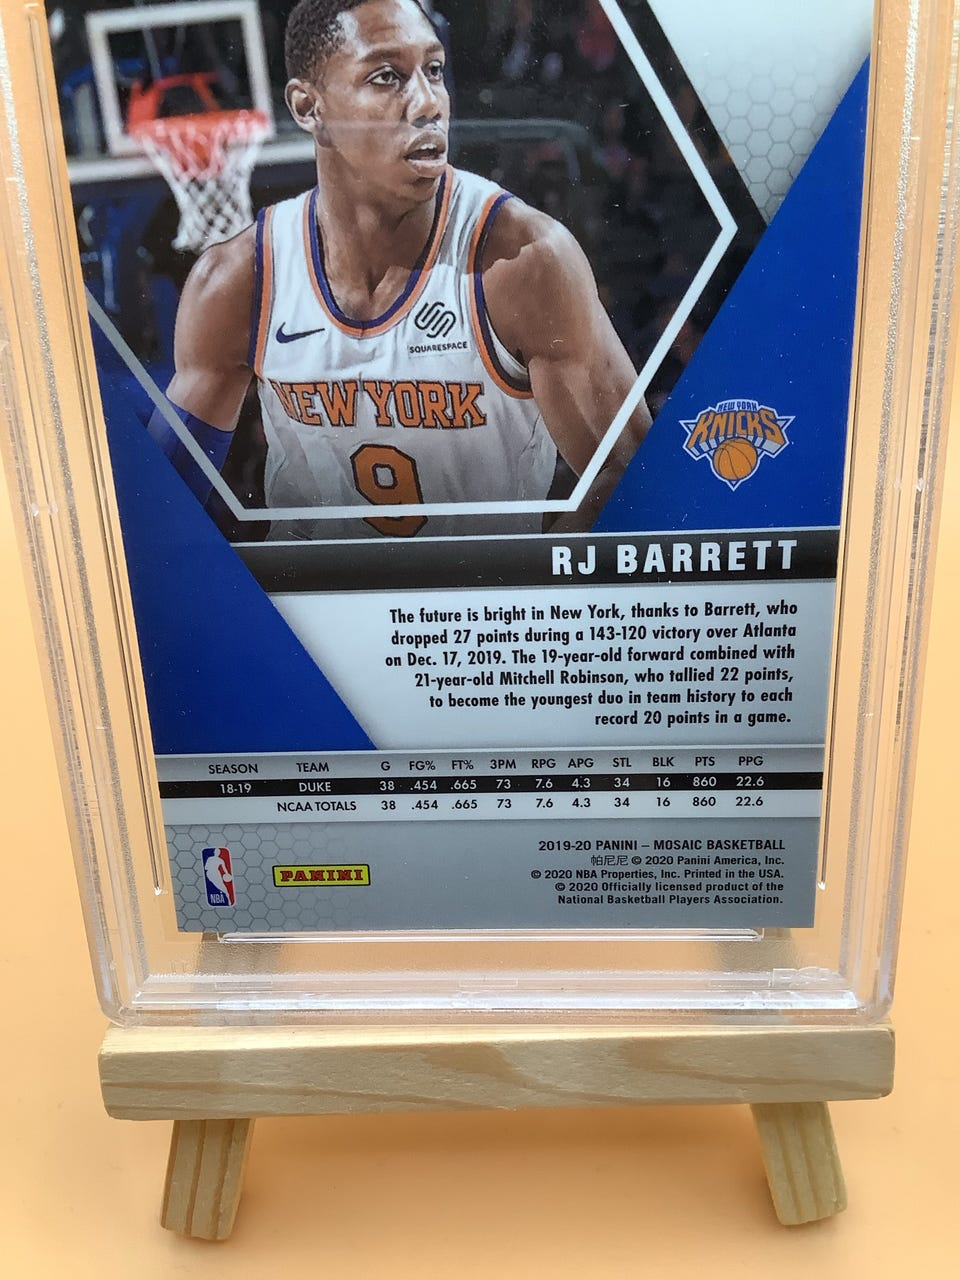 SQUARESPACE
NEW YORK
9
NEW YORK
KNICKS
RJ BARRETT
The future is bright in New York, thanks to Barrett, who
dropped 27 points during a 143-120 victory over Atlanta
on Dec. 17, 2019. The 19-year-old forward combined with
21-year-old Mitchell Robinson, who tallied 22 points,
to become the youngest duo in team history to each
record 20 points in a game.
SEASON TEAM G FG% FT% 3PM RPG APG STL BLK PTS PPG
18-19 DUKE 38 .454 .665 73 7.6 4.3 34 16 860 22.6
NCAA TOTALS 38 .454 .665 73 7.6 4.3 34 16 860 22.6
2019-20 PANINI – MOSAIC BASKETBALL
帕尼尼 © 2020 Panini America, Inc.
© 2020 NBA Properties, Inc. Printed in the USA.
© 2020 Officially licensed product of the
National Basketball Players Association.
NBA
PANINI